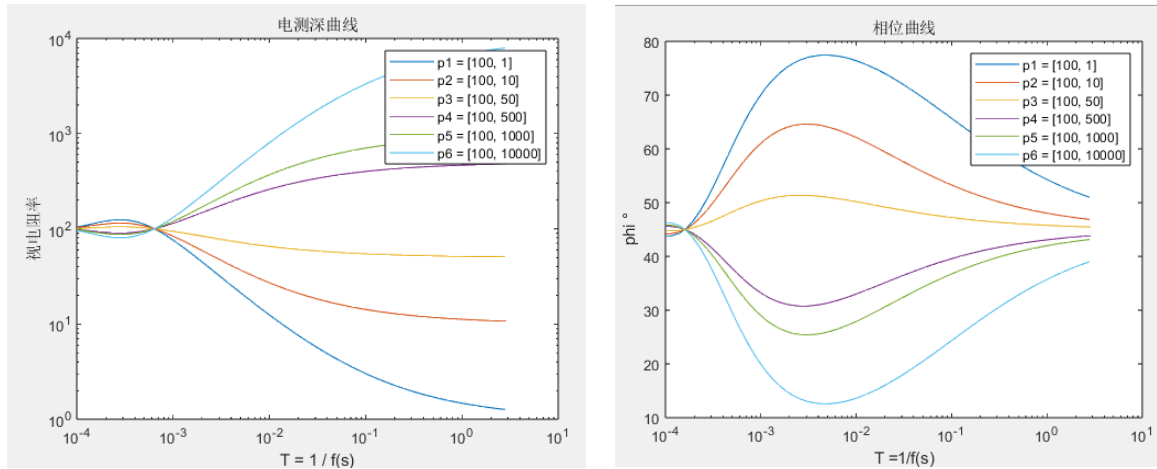 电测深曲线
10^4
10^3
10^2
10^1
10^0
视电阻率
p1 = [100, 1]
p2 = [100, 10]
p3 = [100, 50]
p4 = [100, 500]
p5 = [100, 1000]
p6 = [100, 10000]
10^-4 10^-3 10^-2 10^-1 10^0 10^1
T = 1 / f(s)
相位曲线
80
70
60
50
40
30
20
10
phi °
p1 = [100, 1]
p2 = [100, 10]
p3 = [100, 50]
p4 = [100, 500]
p5 = [100, 1000]
p6 = [100, 10000]
10^-4 10^-3 10^-2 10^-1 10^0 10^1
T =1/f(s)